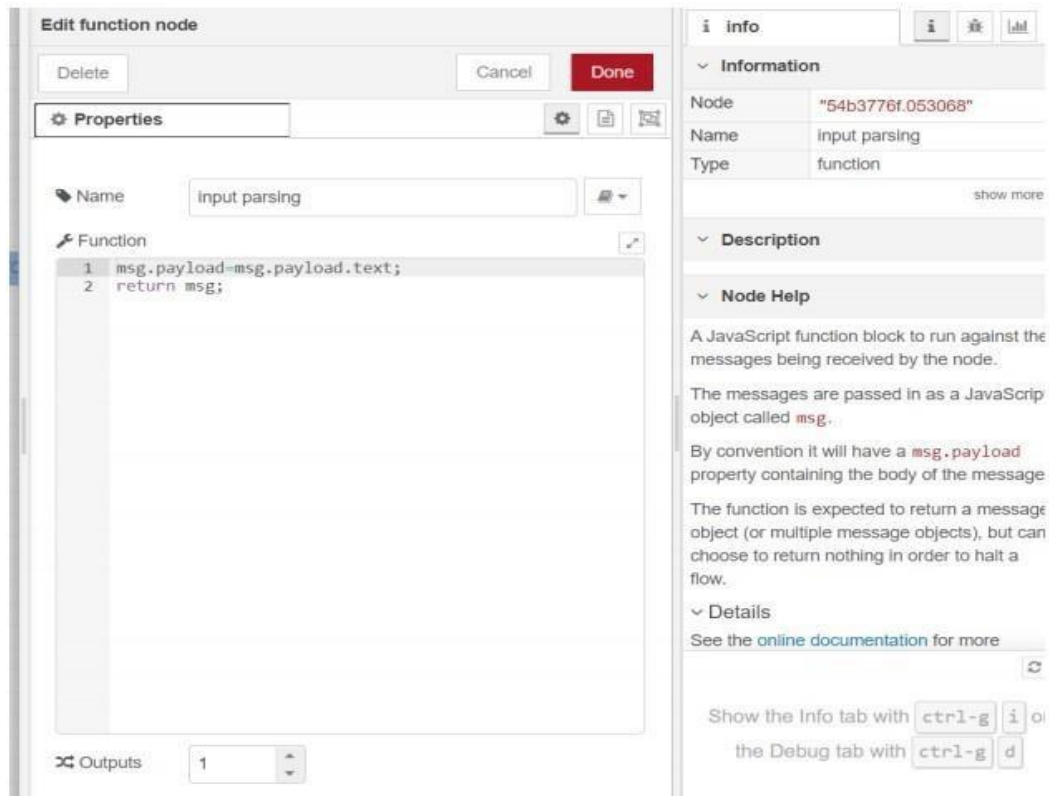 Edit function node
Delete
Cancel
Done
Properties
Name
input parsing
Function
1 msg.payload=msg.payload.text;
2 return msg;
Outputs
1
i info
i
Information
Node "54b3776f.053068"
Name input parsing
Type function
show more
Description
Node Help
A JavaScript function block to run against the
messages being received by the node.
The messages are passed in as a JavaScrip
object called msg.
By convention it will have a msg.payload
property containing the body of the message
The function is expected to return a message
object (or multiple message objects), but can
choose to return nothing in order to halt a
flow.
Details
See the online documentation for more
Show the Info tab with ctrl-g i o
the Debug tab with ctrl-g d